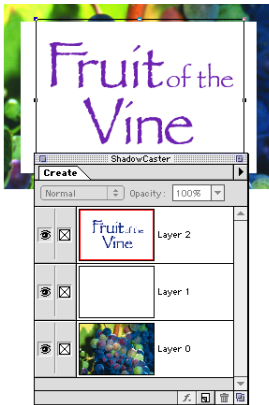 Fruit of the
Vine
ShadowCaster
Create
Normal Opacity: 100%
Fruit of the
Vine
Layer 2
Layer 1
Layer 0
f.